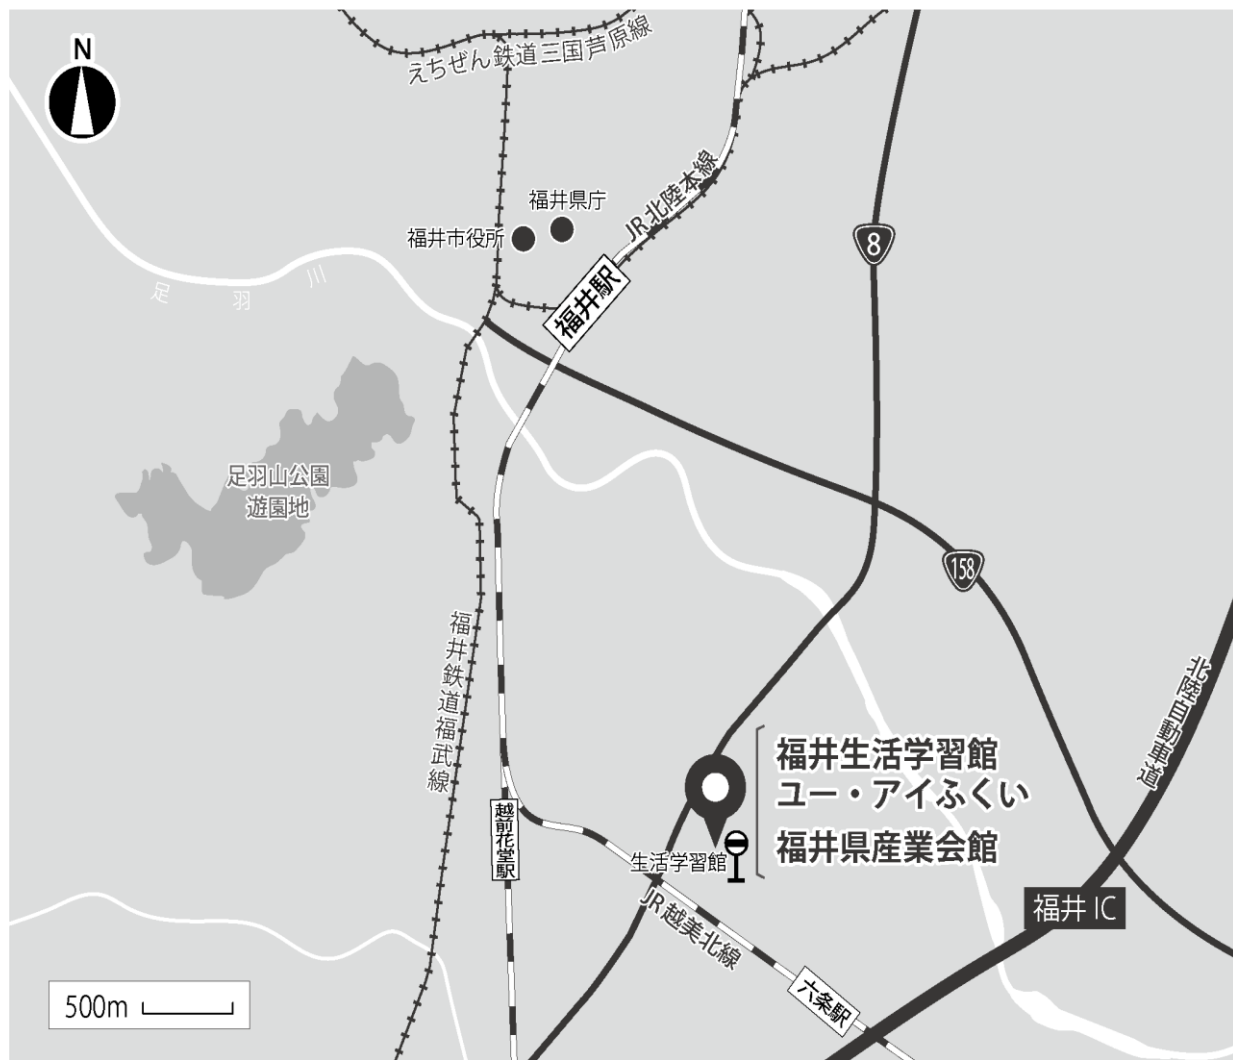 N
えちぜん鉄道三国芦原線
福井県庁
福井市役所
JR北陸本線
8
足羽川
福井駅
足羽山公園
遊園地
158
福井鉄道福武線
北陸自動車道
福井生活学習館
ユー・アイふくい
福井県産業会館
越前花堂駅
生活学習館
JR越美北線
福井 IC
六条駅
500m